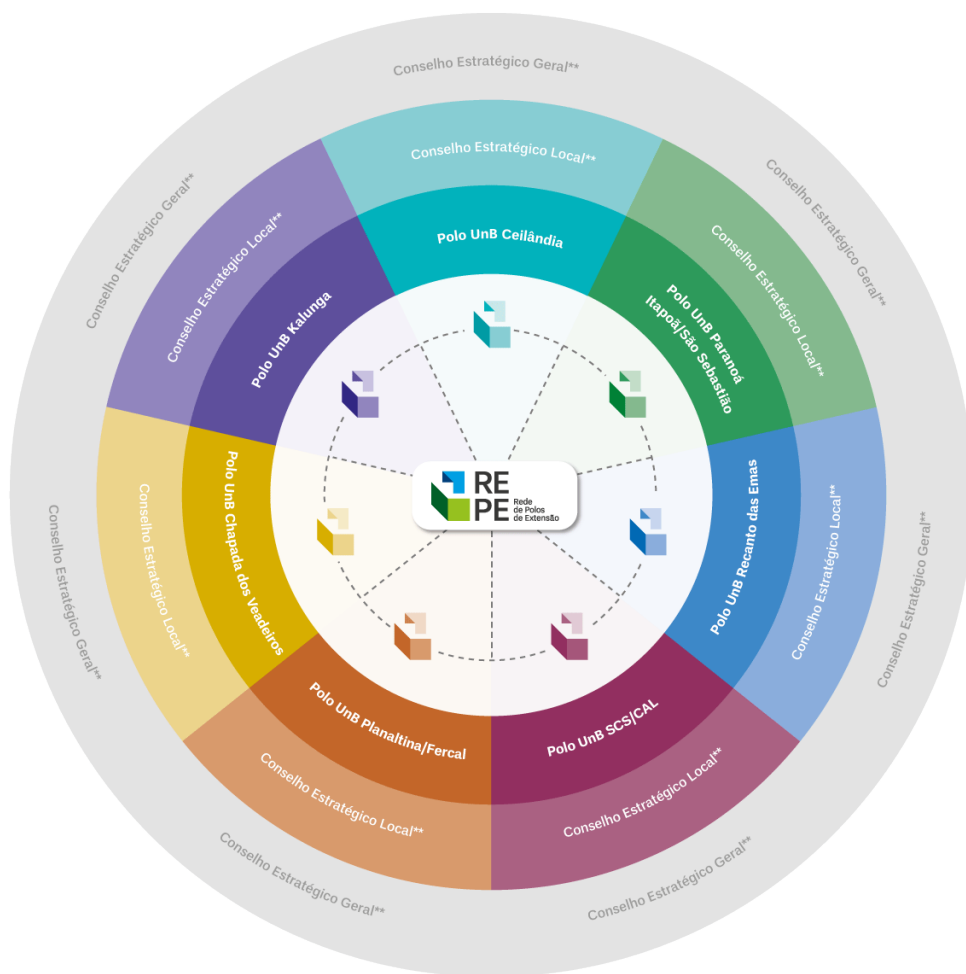 Conselho Estratégico Geral**
Conselho Estratégico Local**
Polo UnB Ceilândia
Conselho Estratégico Geral**
Conselho Estratégico Local**
Polo UnB Paranoá
Itapoã/São Sebastião
Conselho Estratégico Geral**
Conselho Estratégico Local**
Polo UnB Recanto das Emas
Conselho Estratégico Geral**
Conselho Estratégico Local**
Polo UnB SCS/CAL
Conselho Estratégico Geral**
Conselho Estratégico Local**
Polo UnB Planaltina/Fercal
Conselho Estratégico Geral**
Conselho Estratégico Local**
Polo UnB Chapada dos Veadeiros
Conselho Estratégico Geral**
Conselho Estratégico Local**
Polo UnB Kalunga
RE
PE
Rede
de Polos
de Extensão